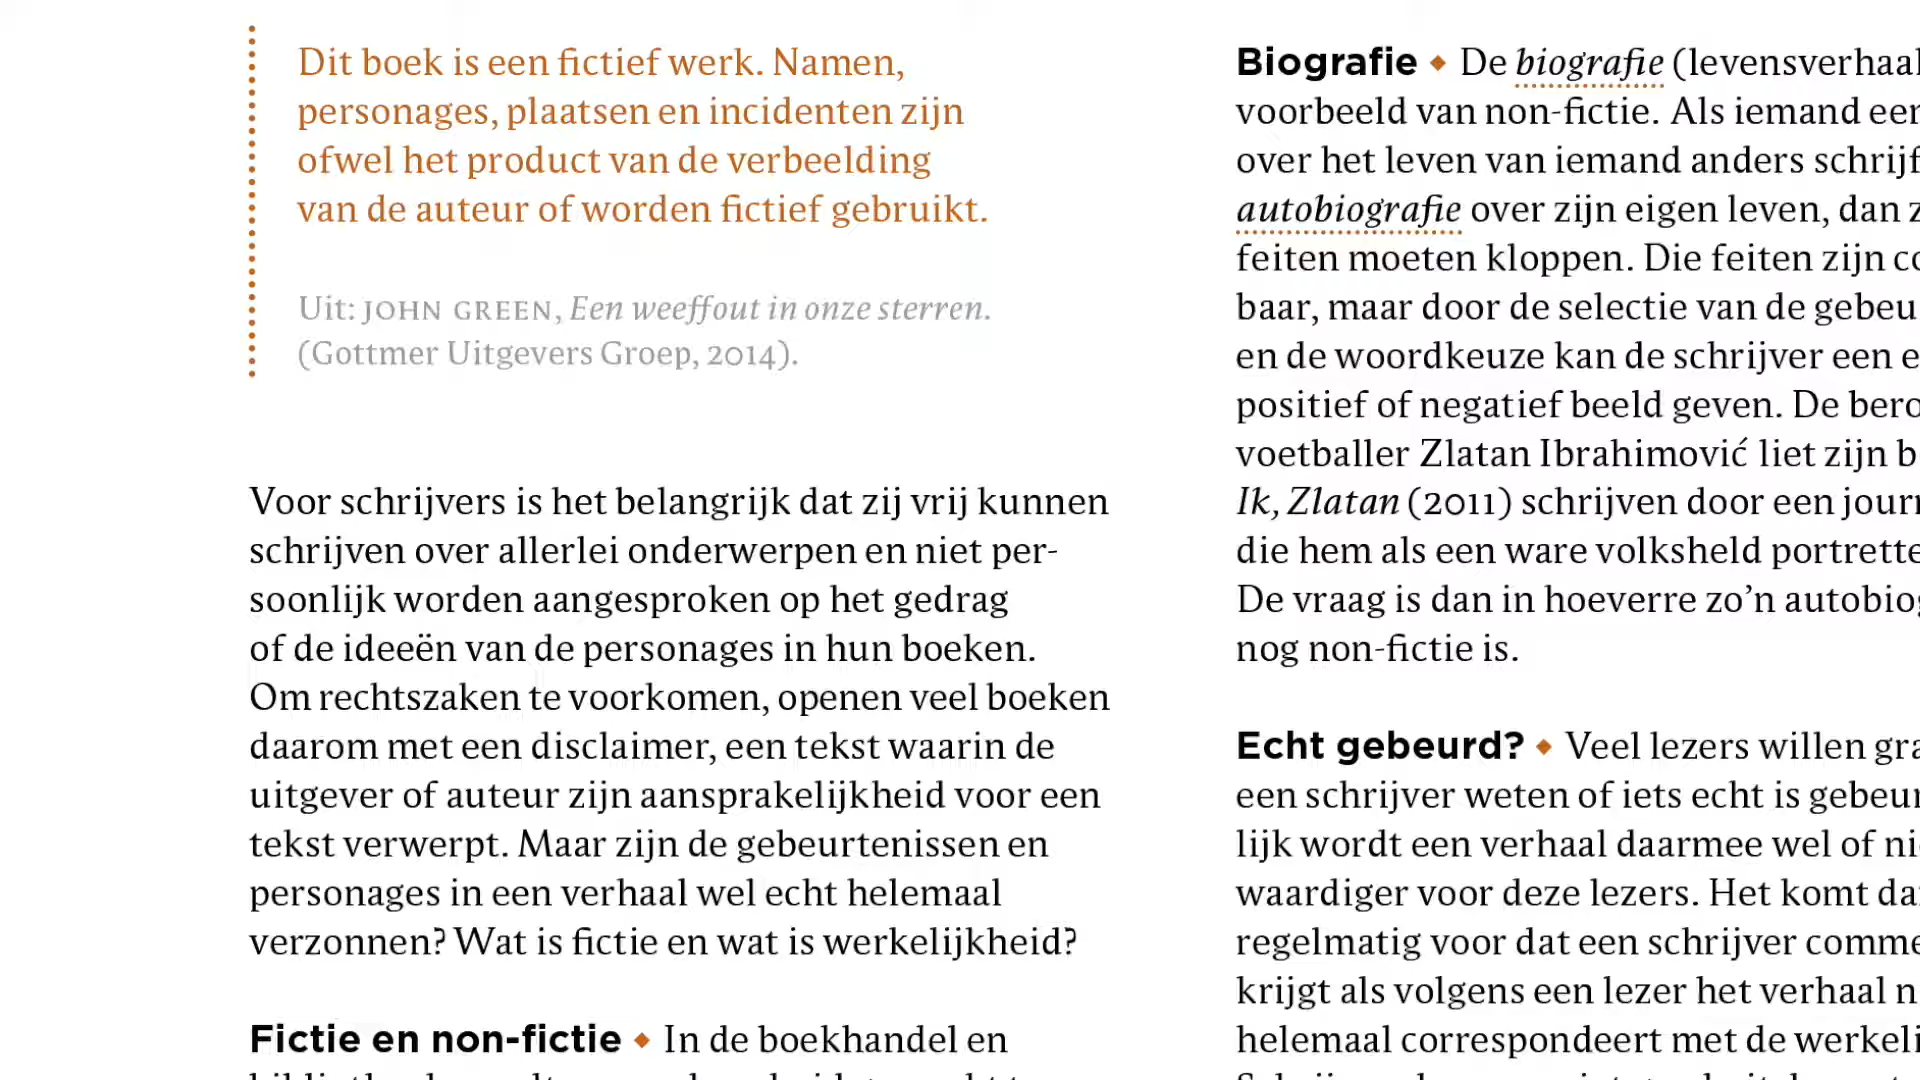 Dit boek is een fictief werk. Namen,
personages, plaatsen en incidenten zijn
ofwel het product van de verbeelding
van de auteur of worden fictief gebruikt.
Uit: JOHN GREEN, Een weeffout in onze sterren.
(Gottmer Uitgevers Groep, 2014).
Voor schrijvers is het belangrijk dat zij vrij kunnen
schrijven over allerlei onderwerpen en niet per-
soonlijk worden aangesproken op het gedrag
of de ideeën van de personages in hun boeken.
Om rechtszaken te voorkomen, openen veel boeken
daarom met een disclaimer, een tekst waarin de
uitgever of auteur zijn aansprakelijkheid voor een
tekst verwerpt. Maar zijn de gebeurtenissen en
personages in een verhaal wel echt helemaal
verzonnen? Wat is fictie en wat is werkelijkheid?
Fictie en non-fictie ◆ In de boekhandel en
Biografie ◆ De biografie (levensverhaal
voorbeeld van non-fictie. Als iemand een
over het leven van iemand anders schrijf
autobiografie over zijn eigen leven, dan z
feiten moeten kloppen. Die feiten zijn co
baar, maar door de selectie van de gebeu
en de woordkeuze kan de schrijver een e
positief of negatief beeld geven. De bero
voetballer Zlatan Ibrahimović liet zijn b
Ik, Zlatan (2011) schrijven door een journ
die hem als een ware volksheld portrette
De vraag is dan in hoeverre zo'n autobiog
nog non-fictie is.
Echt gebeurd? ◆ Veel lezers willen gra
een schrijver weten of iets echt is gebeur
lijk wordt een verhaal daarmee wel of ni
waardiger voor deze lezers. Het komt da
regelmatig voor dat een schrijver comme
krijgt als volgens een lezer het verhaal n
helemaal correspondeert met de werkeli